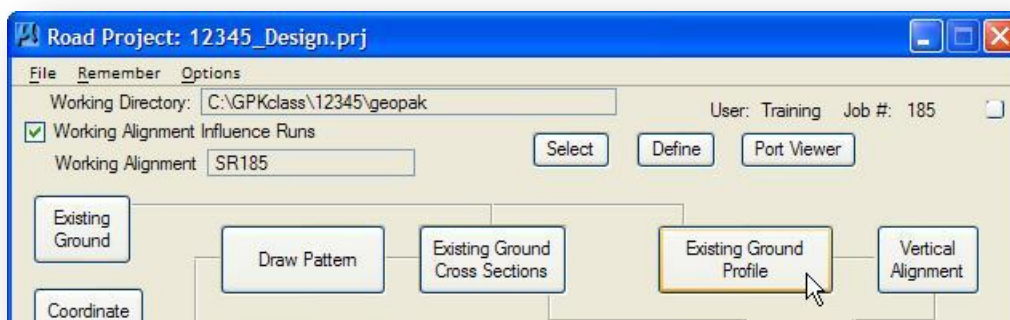 Road Project: 12345_Design.prj
File Remember Options
Working Directory: C:\GPKclass\12345\geopak
User: Training Job #: 185
Working Alignment Influence Runs
Working Alignment SR185
Select Define Port Viewer
Existing
Ground
Draw Pattern
Existing Ground
Cross Sections
Existing Ground
Profile
Vertical
Alignment
Coordinate